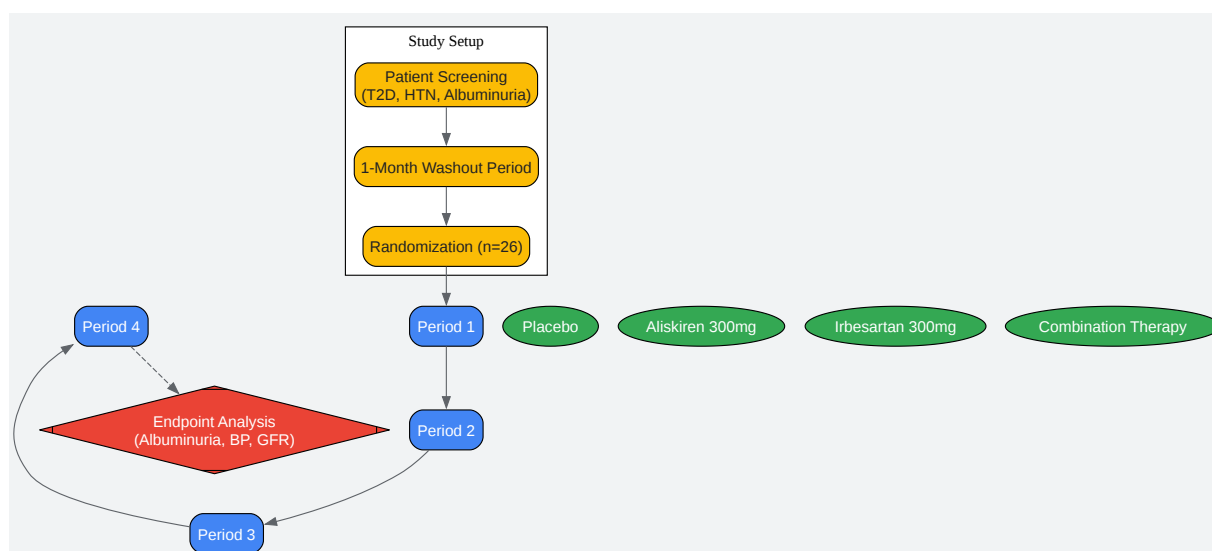 Study Setup
Patient Screening
(T2D, HTN, Albuminuria)
1-Month Washout Period
Randomization (n=26)
Period 4
Period 1
Placebo
Aliskiren 300mg
Irbesartan 300mg
Combination Therapy
Endpoint Analysis
(Albuminuria, BP, GFR)
Period 2
Period 3